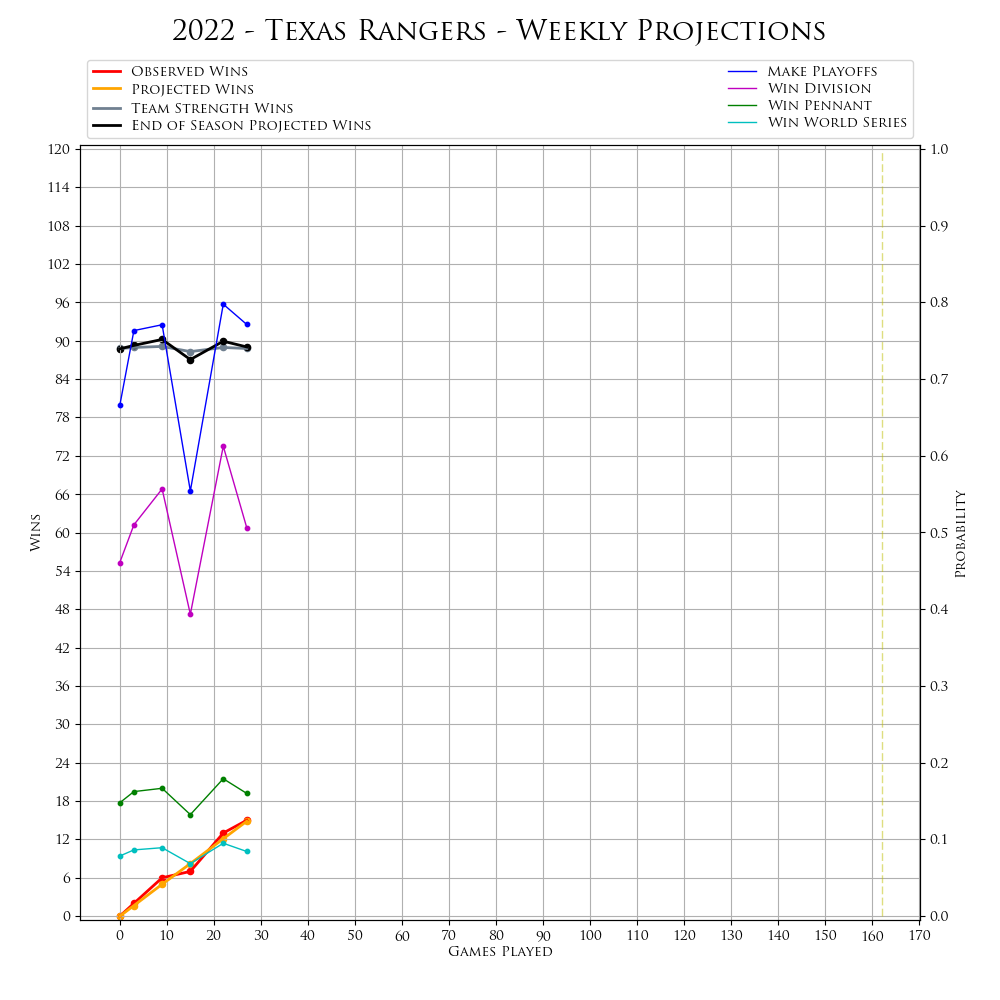 2022 - Texas Rangers - Weekly Projections
Observed Wins
Projected Wins
Team Strength Wins
End of Season Projected Wins
Make Playoffs
Win Division
Win Pennant
Win World Series
120
114
108
102
96
90
84
78
72
66
60
54
48
42
36
30
24
18
12
6
0
Wins
1.0
0.9
0.8
0.7
0.6
0.5
0.4
0.3
0.2
0.1
0.0
Probability
0 10 20 30 40 50 60 70 80 90 100 110 120 130 140 150 160 170
Games Played